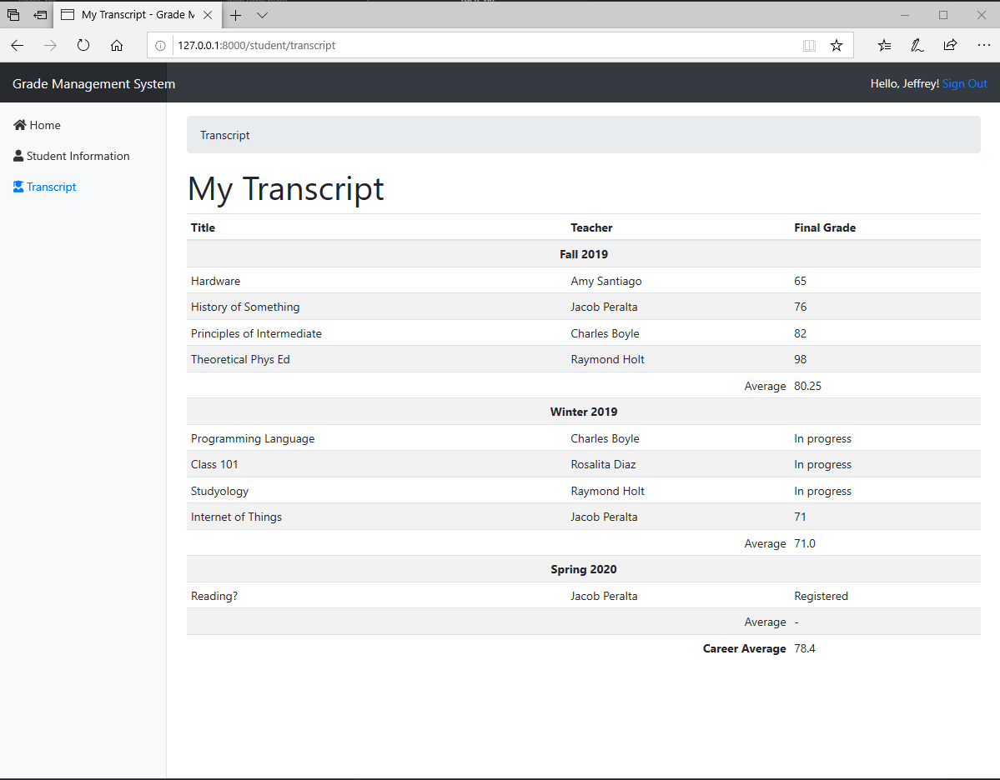 My Transcript - Grade M
127.0.0.1:8000/student/transcript
Grade Management System Hello, Jeffrey! Sign Out
Home
Student Information
Transcript
Transcript
My Transcript
Title Teacher Final Grade
Fall 2019
Hardware Amy Santiago 65
History of Something Jacob Peralta 76
Principles of Intermediate Charles Boyle 82
Theoretical Phys Ed Raymond Holt 98
Average 80.25
Winter 2019
Programming Language Charles Boyle In progress
Class 101 Rosalita Diaz In progress
Studyology Raymond Holt In progress
Internet of Things Jacob Peralta 71
Average 71.0
Spring 2020
Reading? Jacob Peralta Registered
Average -
Career Average 78.4